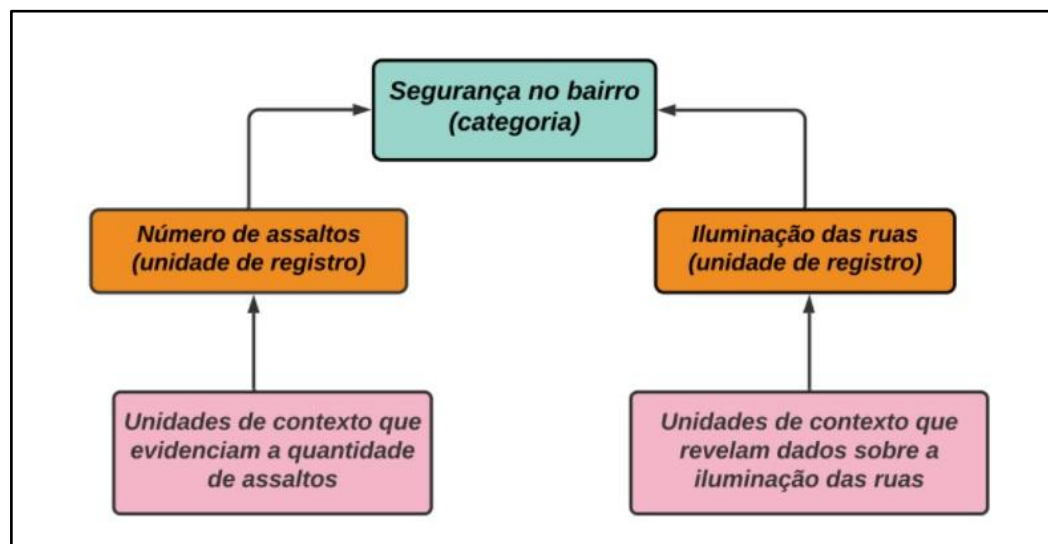 Segurança no bairro
(categoria)
Número de assaltos
(unidade de registro)
Iluminação das ruas
(unidade de registro)
Unidades de contexto que
evidenciam a quantidade
de assaltos
Unidades de contexto que
revelam dados sobre a
iluminação das ruas